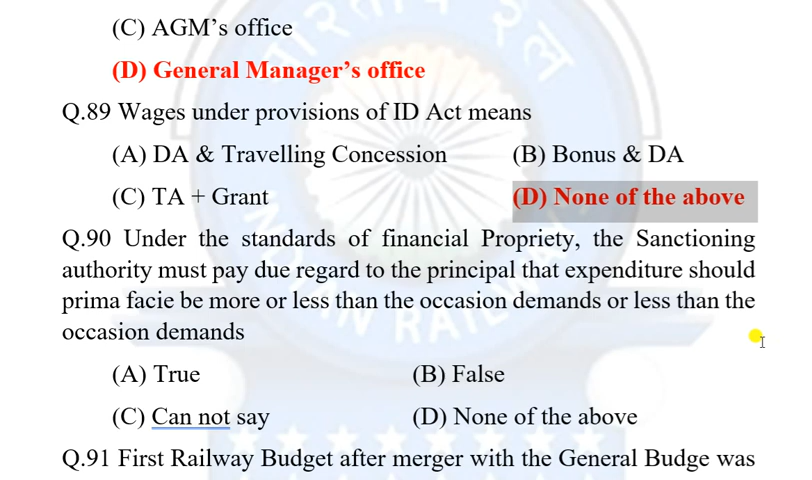 (C) AGM's office
(D) General Manager's office
Q.89 Wages under provisions of ID Act means
(A) DA & Travelling Concession (B) Bonus & DA
(C) TA + Grant (D) None of the above
Q.90 Under the standards of financial Propriety, the Sanctioning
authority must pay due regard to the principal that expenditure should
prima facie be more or less than the occasion demands or less than the
occasion demands
(A) True (B) False
(C) Can not say (D) None of the above
Q.91 First Railway Budget after merger with the General Budge was
भारतीय रेल
INDIAN RAILWAY